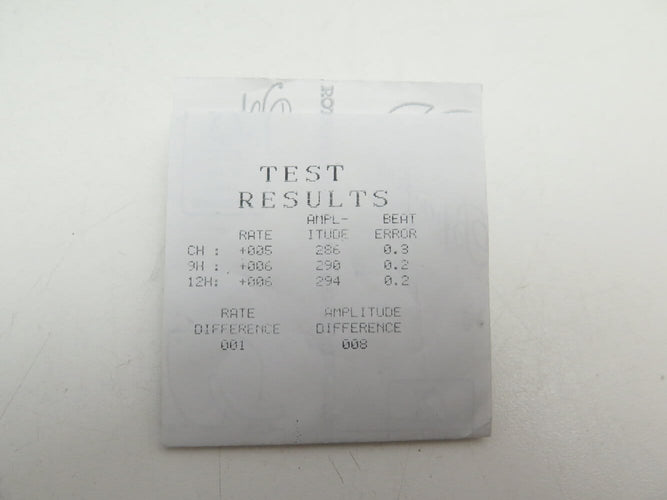 TEST
RESULTS
AMPL- BEAT
RATE ITUDE ERROR
CH : +005 286 0.3
9H : +006 290 0.2
12H: +006 294 0.2
RATE AMPLITUDE
DIFFERENCE DIFFERENCE
001 008